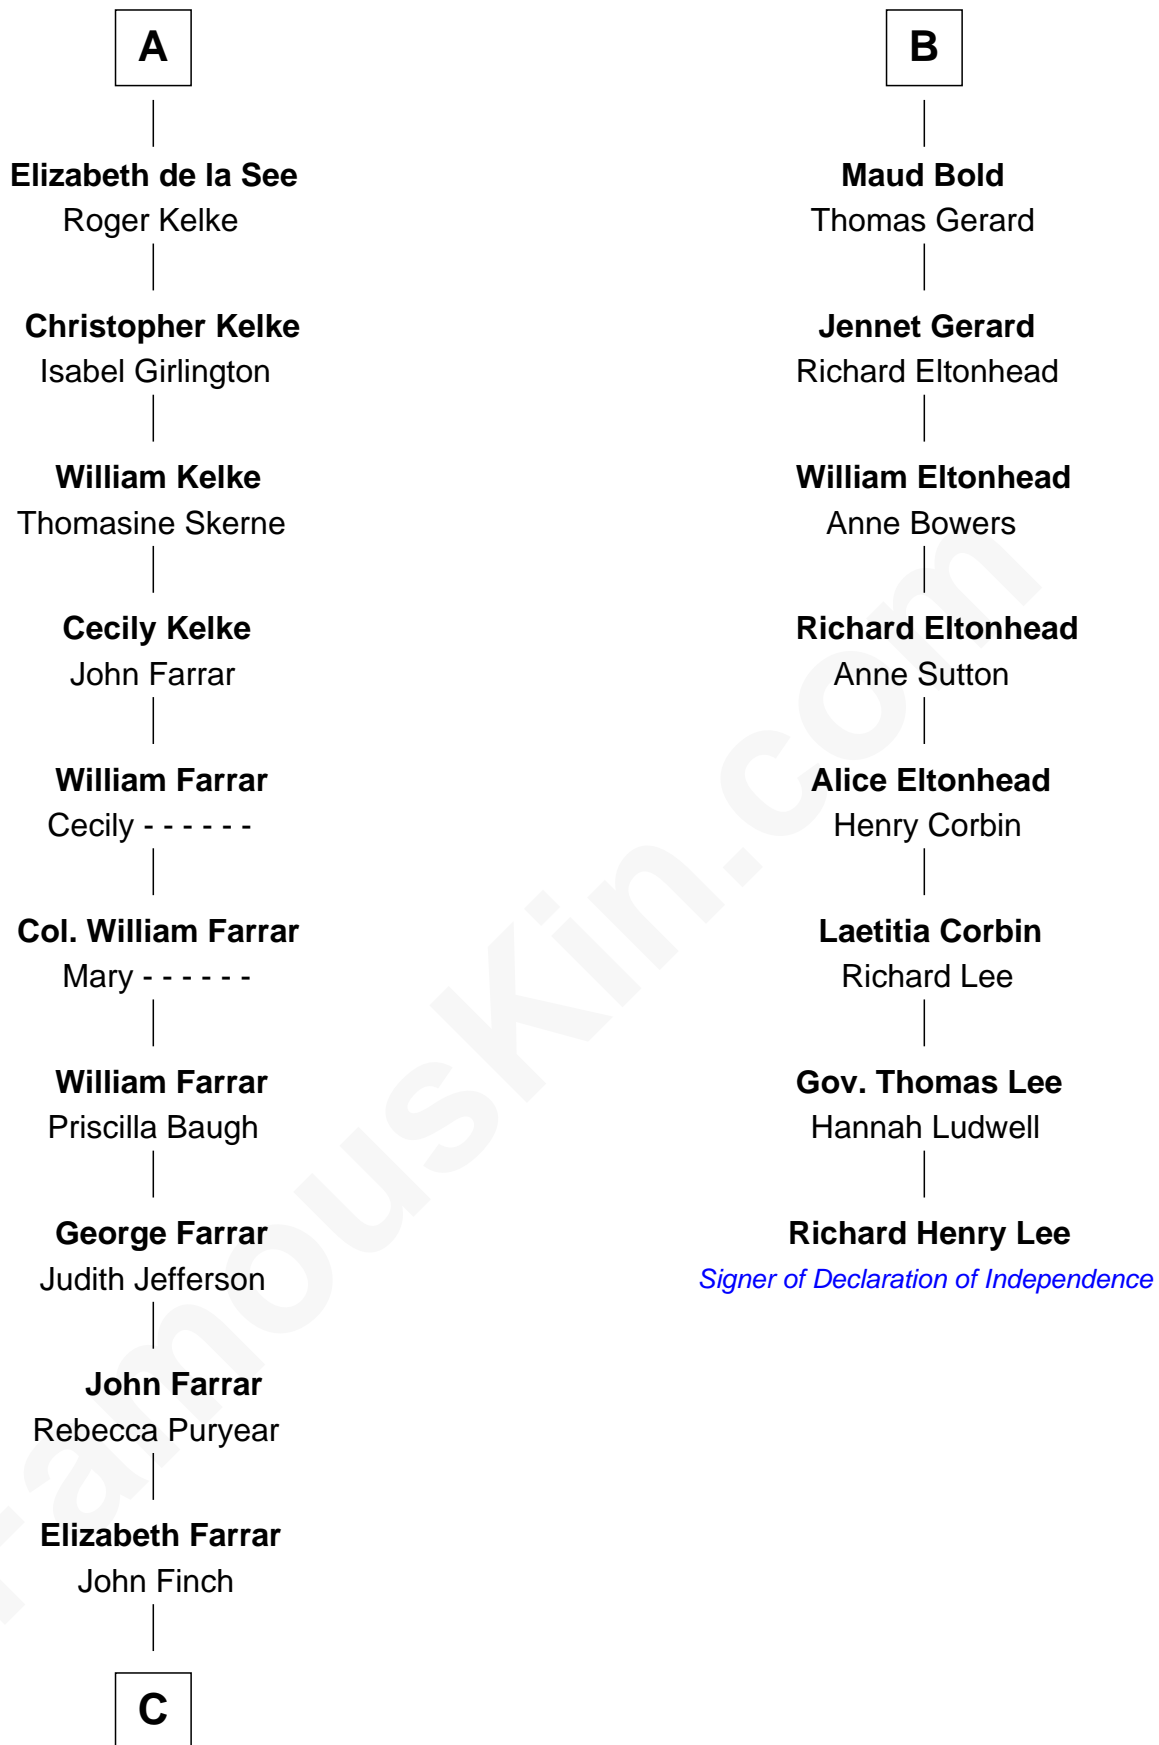 A
Elizabeth de la See
Roger Kelke
Christopher Kelke
Isabel Girlington
William Kelke
Thomasine Skerne
Cecily Kelke
John Farrar
William Farrar
Cecily - - - - - -
Col. William Farrar
Mary - - - - - -
William Farrar
Priscilla Baugh
George Farrar
Judith Jefferson
John Farrar
Rebecca Puryear
Elizabeth Farrar
John Finch
C
B
Maud Bold
Thomas Gerard
Jennet Gerard
Richard Eltonhead
William Eltonhead
Anne Bowers
Richard Eltonhead
Anne Sutton
Alice Eltonhead
Henry Corbin
Laetitia Corbin
Richard Lee
Gov. Thomas Lee
Hannah Ludwell
Richard Henry Lee
Signer of Declaration of Independence
FamousKin.com